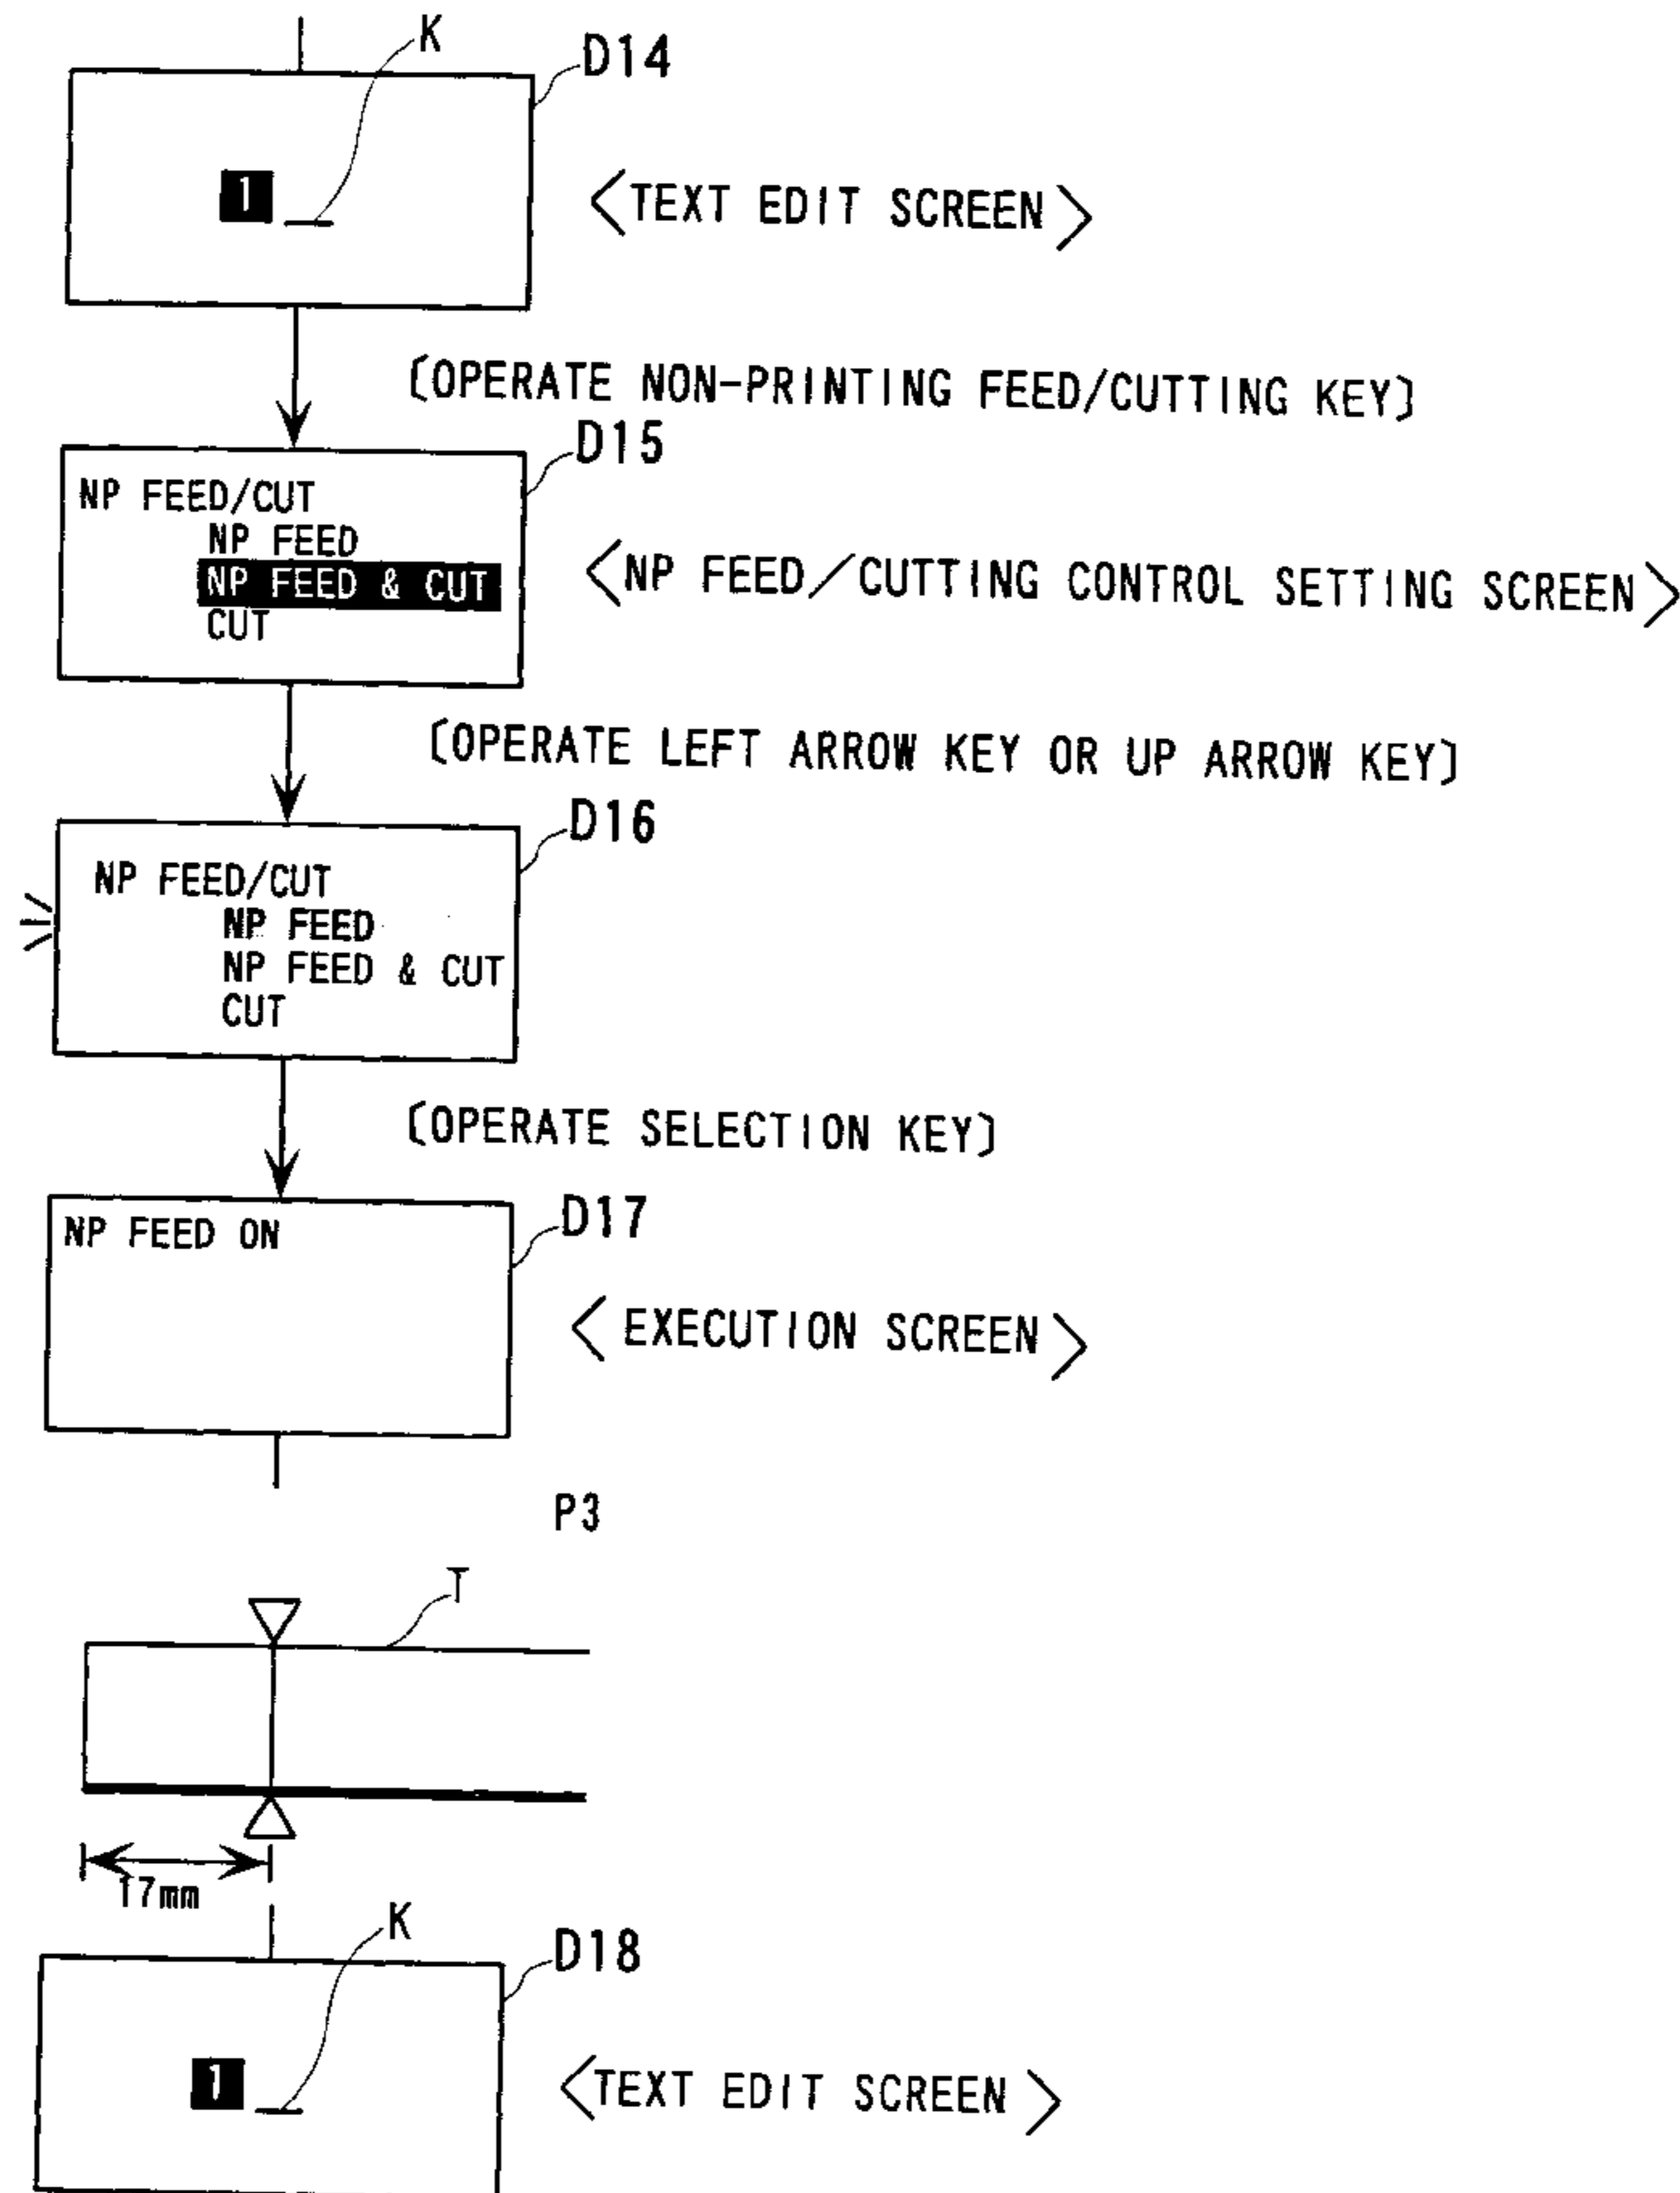 K
D14
1
<TEXT EDIT SCREEN>
[OPERATE NON-PRINTING FEED/CUTTING KEY]
D15
NP FEED/CUT
NP FEED
NP FEED & CUT
CUT
<NP FEED/CUTTING CONTROL SETTING SCREEN>
[OPERATE LEFT ARROW KEY OR UP ARROW KEY]
D16
NP FEED/CUT
NP FEED
NP FEED & CUT
CUT
[OPERATE SELECTION KEY]
D17
NP FEED ON
<EXECUTION SCREEN>
P3
T
17mm
K
D18
1
<TEXT EDIT SCREEN>